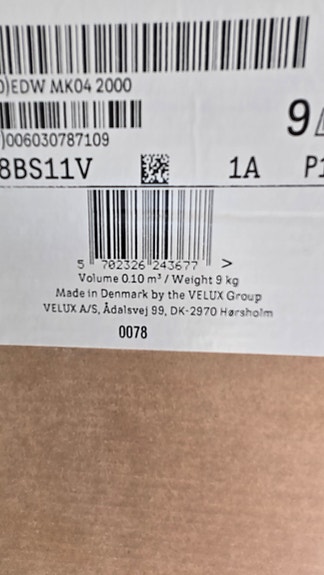 )EDW MK04 2000
)006030787109
9
8BS11V 1A P1
5 702326 243677 >
Volume 0.10 m³ / Weight 9 kg
Made in Denmark by the VELUX Group
VELUX A/S, Ådalsvej 99, DK-2970 Hørsholm
0078